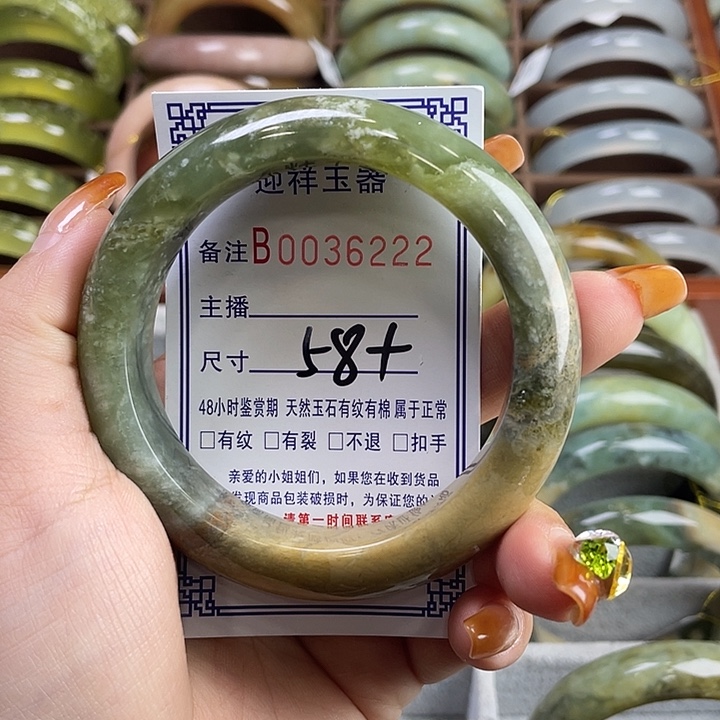 迎祥玉器
备注B0036222
主播
尺寸 58+
48小时鉴赏期 天然玉石有纹有棉属于正常
□有纹 □有裂 □不退 □扣手
亲爱的小姐姐们，如果您在收到货品
发现商品包装破损时，为保证您的
请第一时间联系